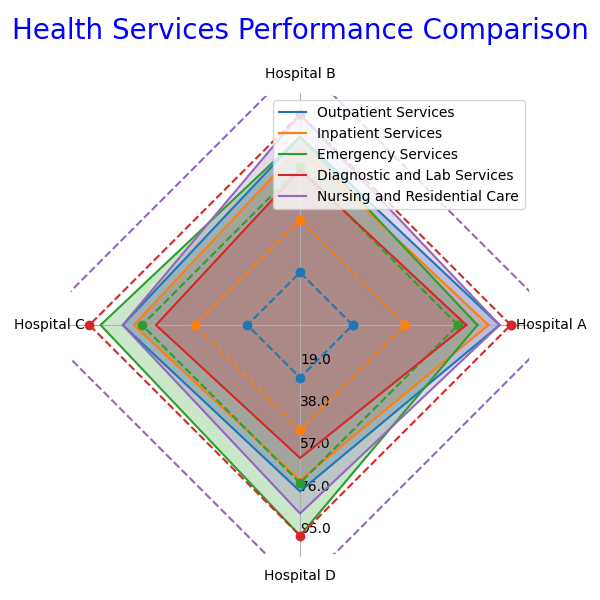 Health Services Performance Comparison
Hospital B
Outpatient Services
Inpatient Services
Emergency Services
Diagnostic and Lab Services
Nursing and Residential Care
Hospital C
Hospital A
19.0
38.0
57.0
76.0
95.0
Hospital D